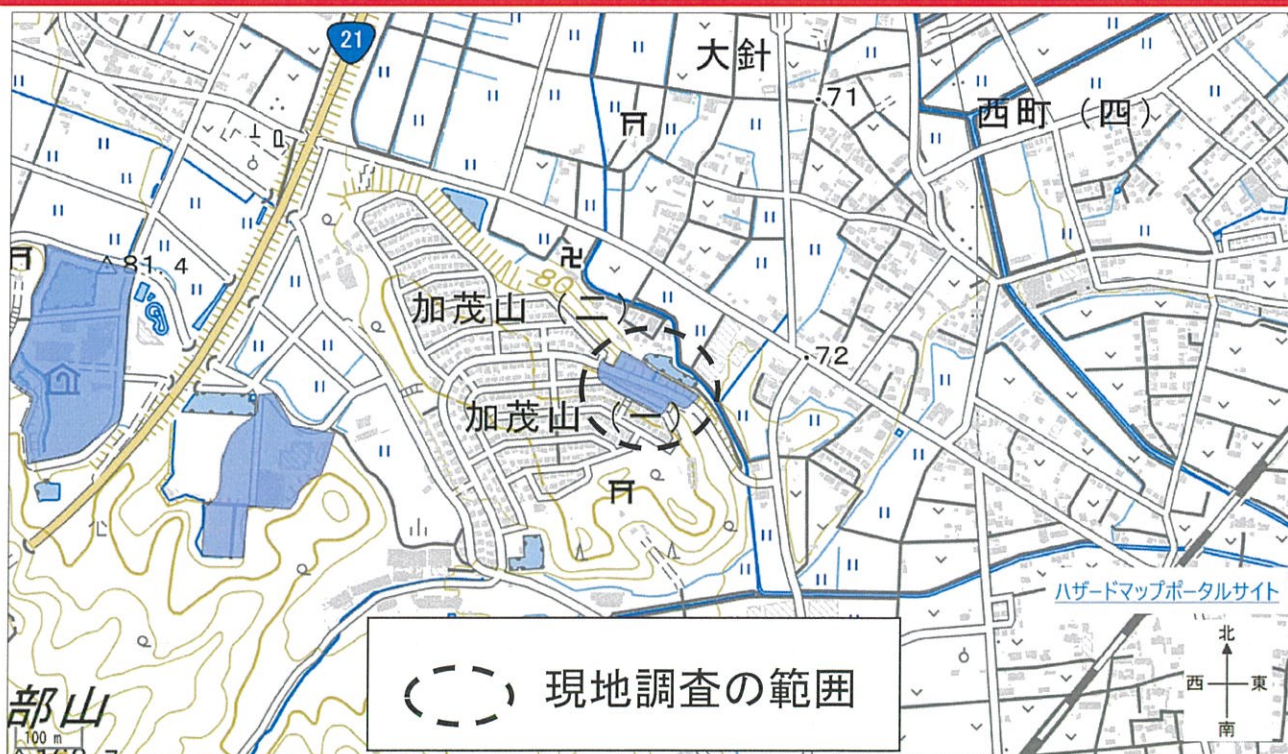 21
大針
71
西町(四)
81.4
80
加茂山(二)
72
加茂山(一)
ハザードマップポータルサイト
現地調査の範囲
北
西
東
南
部山
100 m